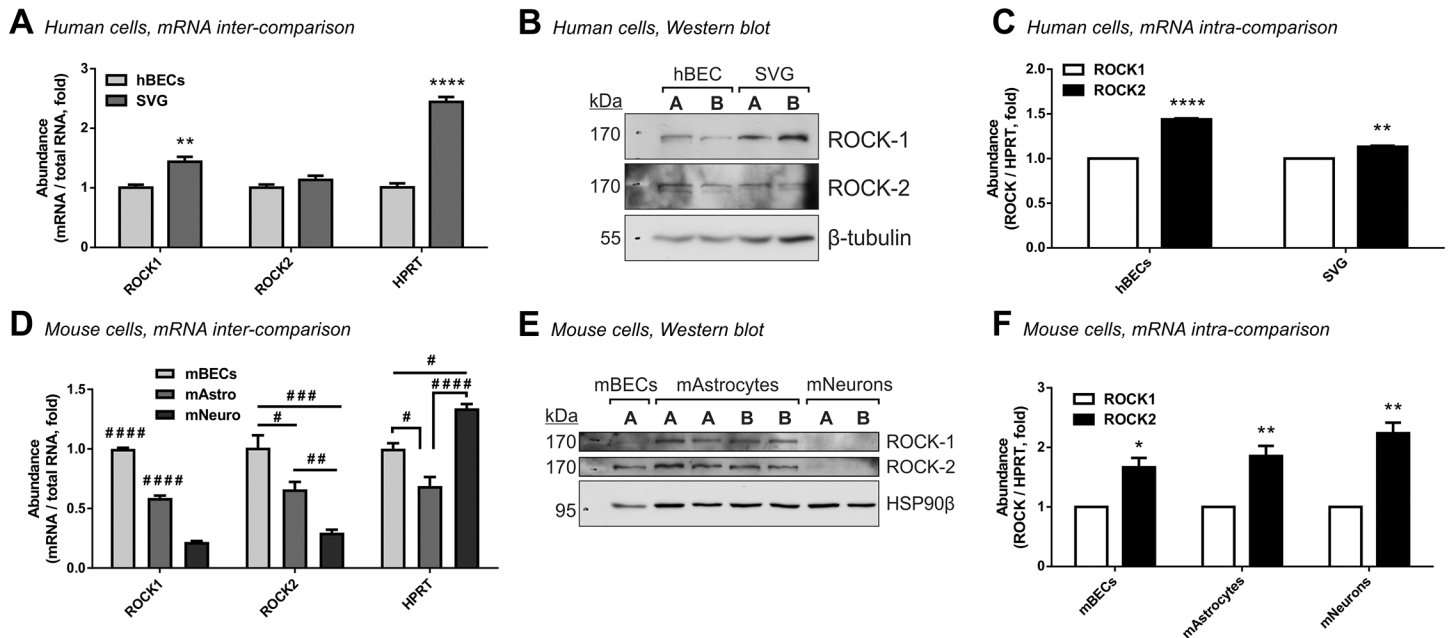 A Human cells, mRNA inter-comparison
Abundance
(mRNA / total RNA, fold)
3
2
1
0
hBECs
SVG
**
****
ROCK1
ROCK2
HPRT
B Human cells, Western blot
hBEC SVG
kDa A B A B
170 ROCK-1
170 ROCK-2
55 β-tubulin
C Human cells, mRNA intra-comparison
Abundance
(ROCK / HPRT, fold)
2.0
1.5
1.0
0.5
0.0
ROCK1
ROCK2
****
**
hBECs
SVG
D Mouse cells, mRNA inter-comparison
Abundance
(mRNA / total RNA, fold)
1.5
1.0
0.5
0.0
mBECs
mAstro
mNeuro
####
####
###
#
##
#
####
#
ROCK1
ROCK2
HPRT
E Mouse cells, Western blot
mBECs mAstrocytes mNeurons
kDa A A A B B A B
170 ROCK-1
170 ROCK-2
95 HSP90β
F Mouse cells, mRNA intra-comparison
Abundance
(ROCK / HPRT, fold)
3
2
1
0
ROCK1
ROCK2
*
**
**
mBECs
mAstrocytes
mNeurons